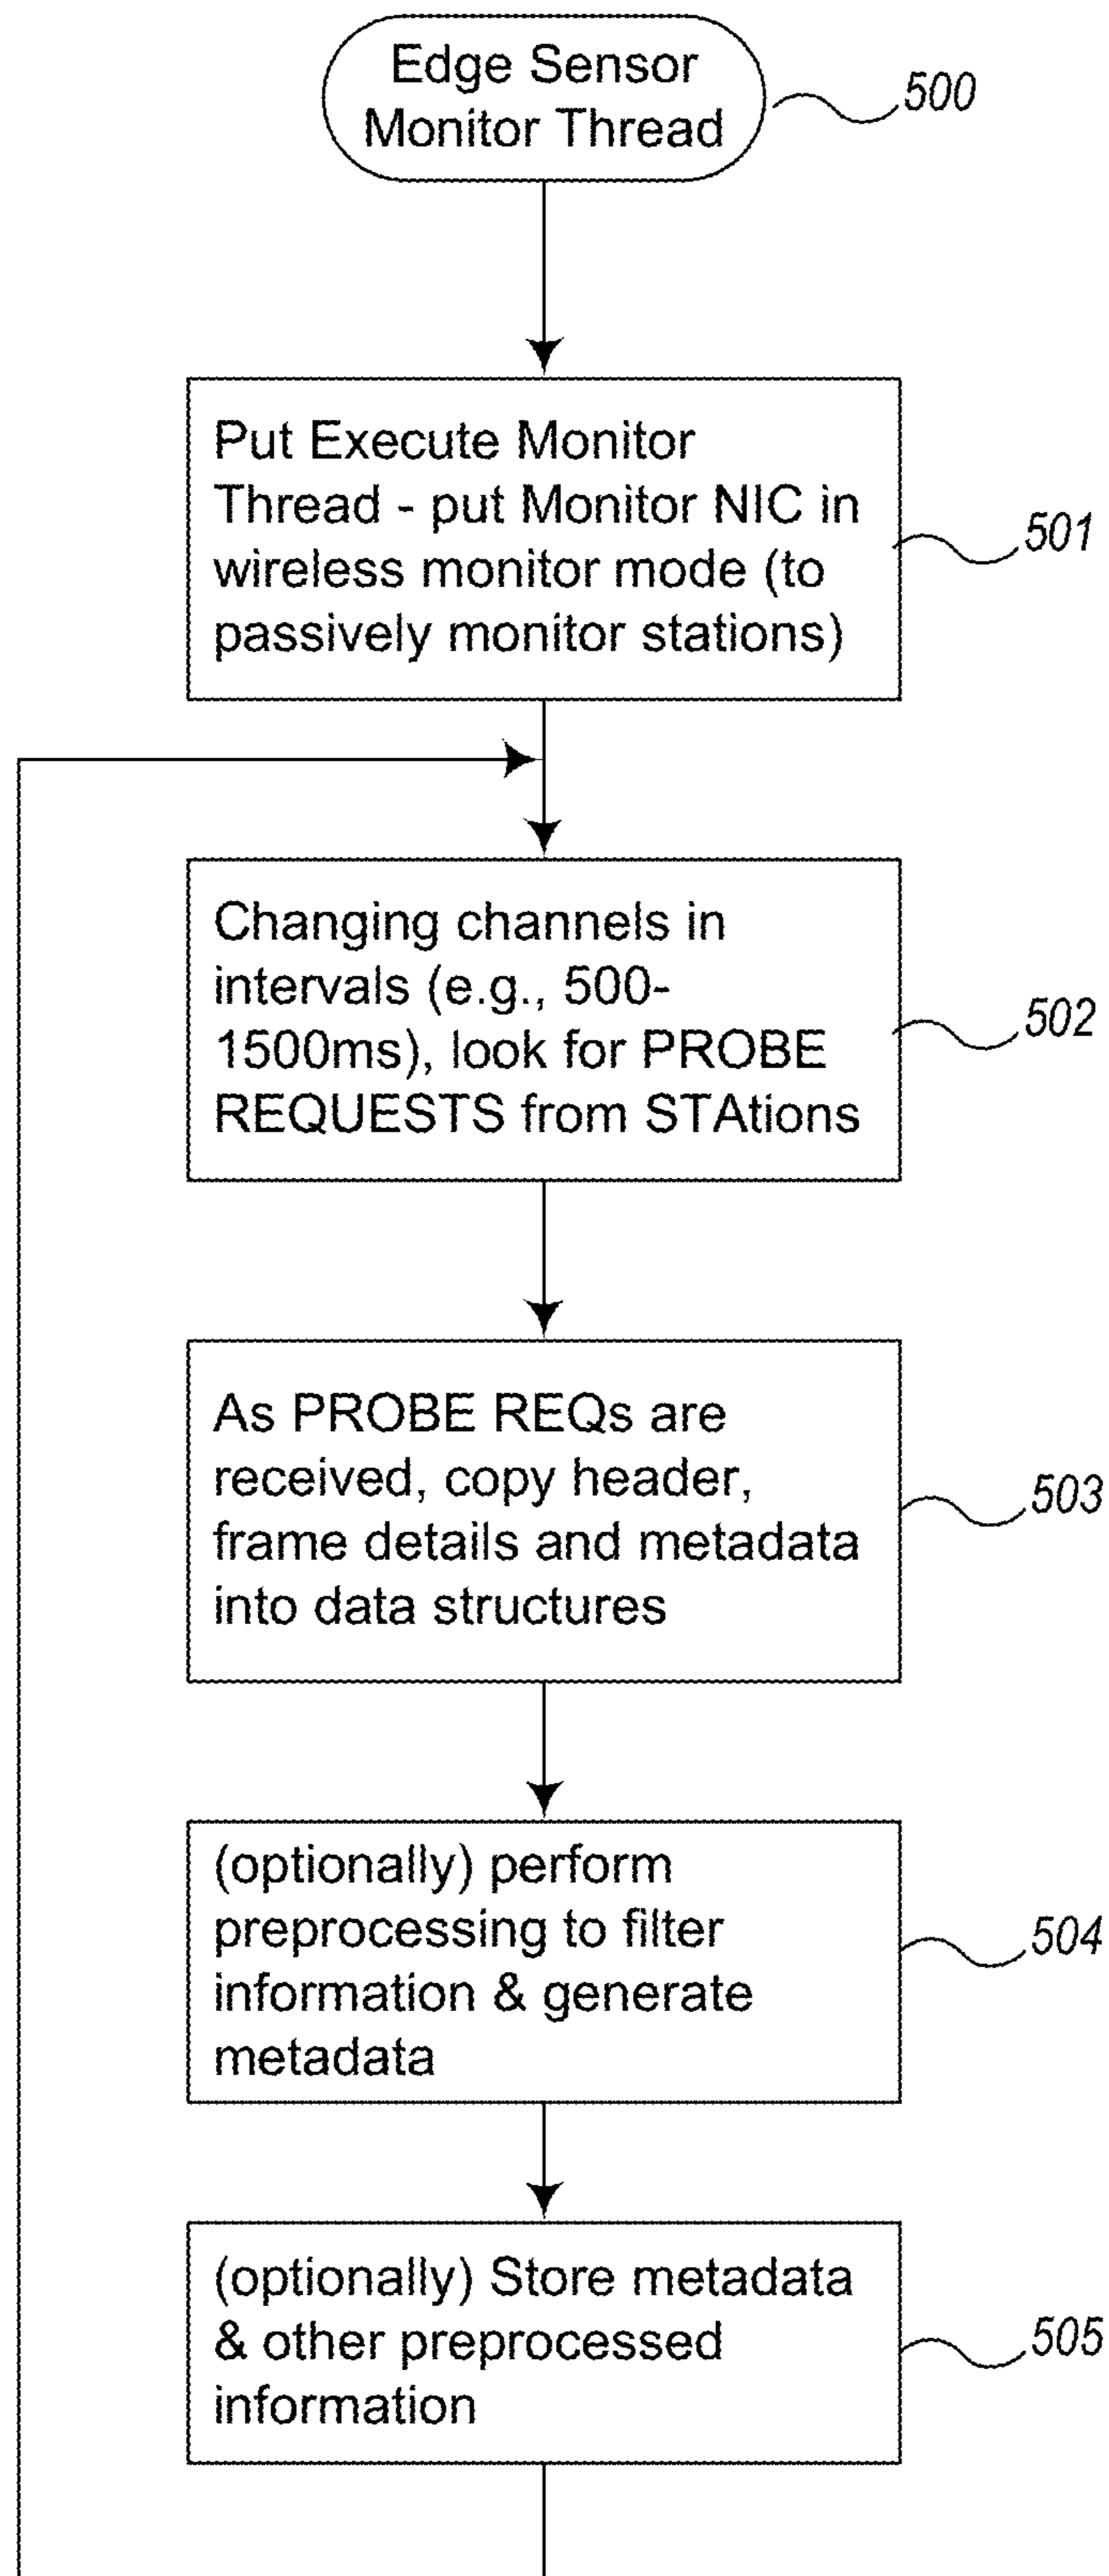 Edge Sensor
Monitor Thread
500
Put Execute Monitor
Thread - put Monitor NIC in
wireless monitor mode (to
passively monitor stations)
501
Changing channels in
intervals (e.g., 500-
1500ms), look for PROBE
REQUESTS from STAtions
502
As PROBE REQs are
received, copy header,
frame details and metadata
into data structures
503
(optionally) perform
preprocessing to filter
information & generate
metadata
504
(optionally) Store metadata
& other preprocessed
information
505